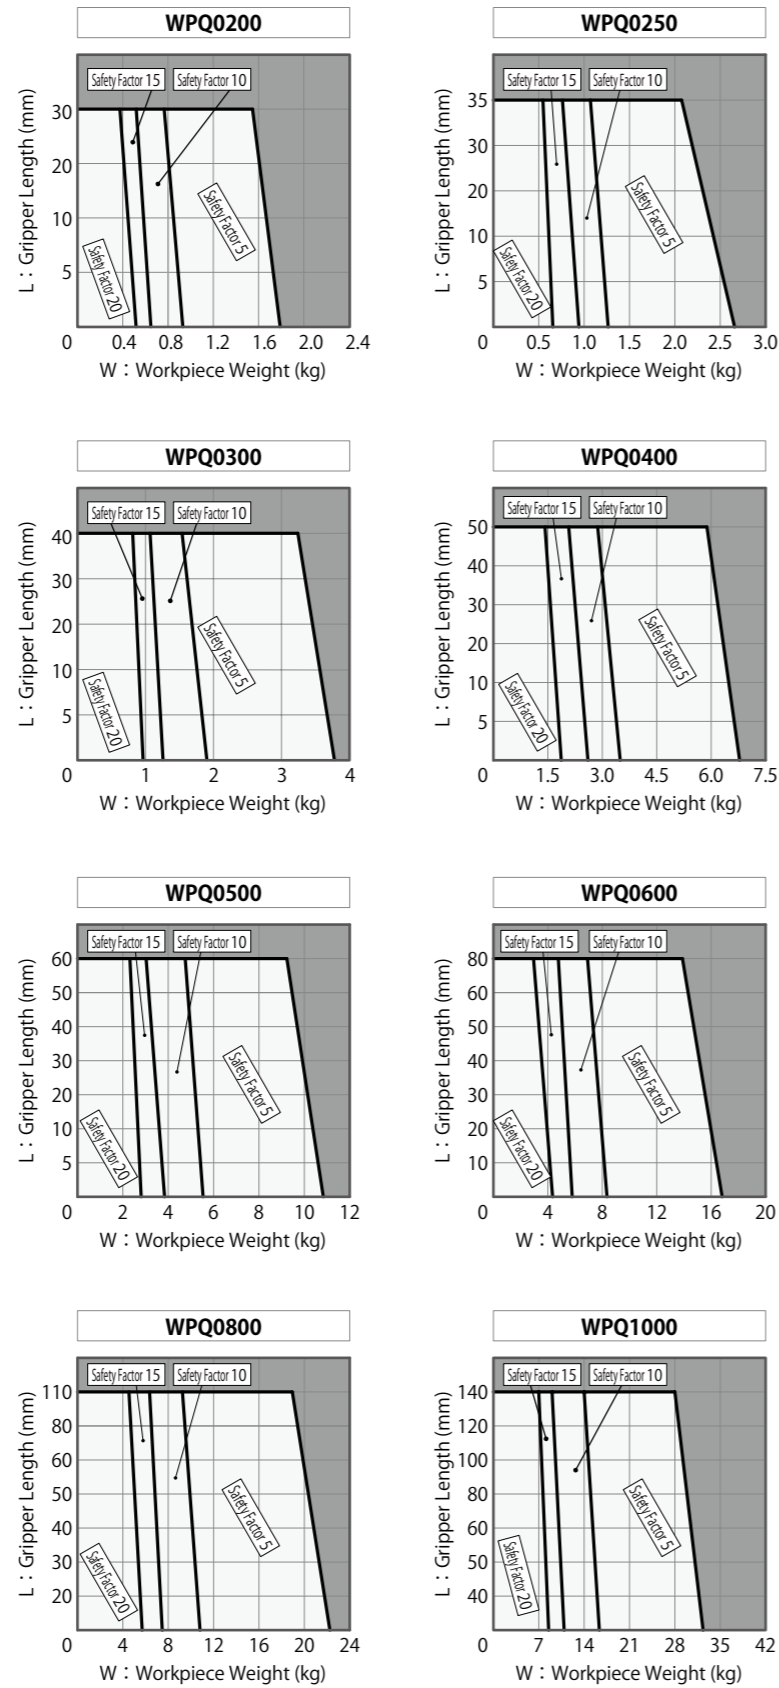 WPQ0200
Safety Factor 15
Safety Factor 10
Safety Factor 5
Safety Factor 20
L : Gripper Length (mm)
30
20
10
5
0 0.4 0.8 1.2 1.6 2.0 2.4
W : Workpiece Weight (kg)
WPQ0250
Safety Factor 15
Safety Factor 10
Safety Factor 5
Safety Factor 20
L : Gripper Length (mm)
35
30
20
10
5
0 0.5 1.0 1.5 2.0 2.5 3.0
W : Workpiece Weight (kg)
WPQ0300
Safety Factor 15
Safety Factor 10
Safety Factor 5
Safety Factor 20
L : Gripper Length (mm)
40
30
20
10
5
0 1 2 3 4
W : Workpiece Weight (kg)
WPQ0400
Safety Factor 15
Safety Factor 10
Safety Factor 5
Safety Factor 20
L : Gripper Length (mm)
50
40
30
20
10
5
0 1.5 3.0 4.5 6.0 7.5
W : Workpiece Weight (kg)
WPQ0500
Safety Factor 15
Safety Factor 10
Safety Factor 5
Safety Factor 20
L : Gripper Length (mm)
60
50
40
30
20
10
5
0 2 4 6 8 10 12
W : Workpiece Weight (kg)
WPQ0600
Safety Factor 15
Safety Factor 10
Safety Factor 5
Safety Factor 20
L : Gripper Length (mm)
80
60
50
40
30
20
10
0 4 8 12 16 20
W : Workpiece Weight (kg)
WPQ0800
Safety Factor 15
Safety Factor 10
Safety Factor 5
Safety Factor 20
L : Gripper Length (mm)
110
80
60
50
40
30
20
0 4 8 12 16 20 24
W : Workpiece Weight (kg)
WPQ1000
Safety Factor 15
Safety Factor 10
Safety Factor 5
Safety Factor 20
L : Gripper Length (mm)
140
120
100
80
60
50
40
0 7 14 21 28 35 42
W : Workpiece Weight (kg)